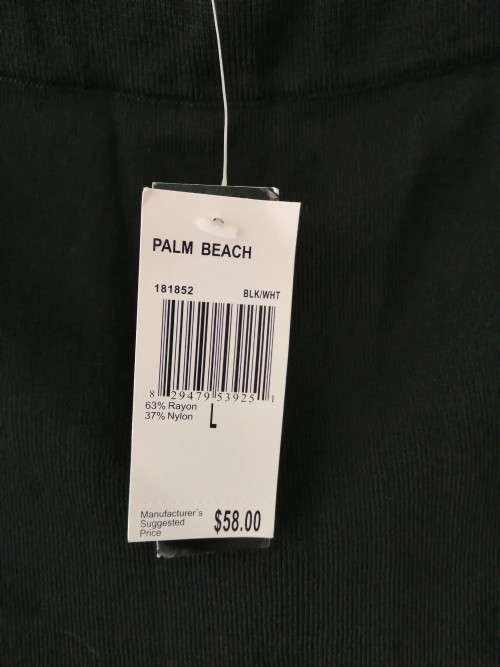 PALM BEACH
181852 BLK/WHT
8 29479 53925 1
63% Rayon
37% Nylon
L
Manufacturer's
Suggested
Price
$58.00